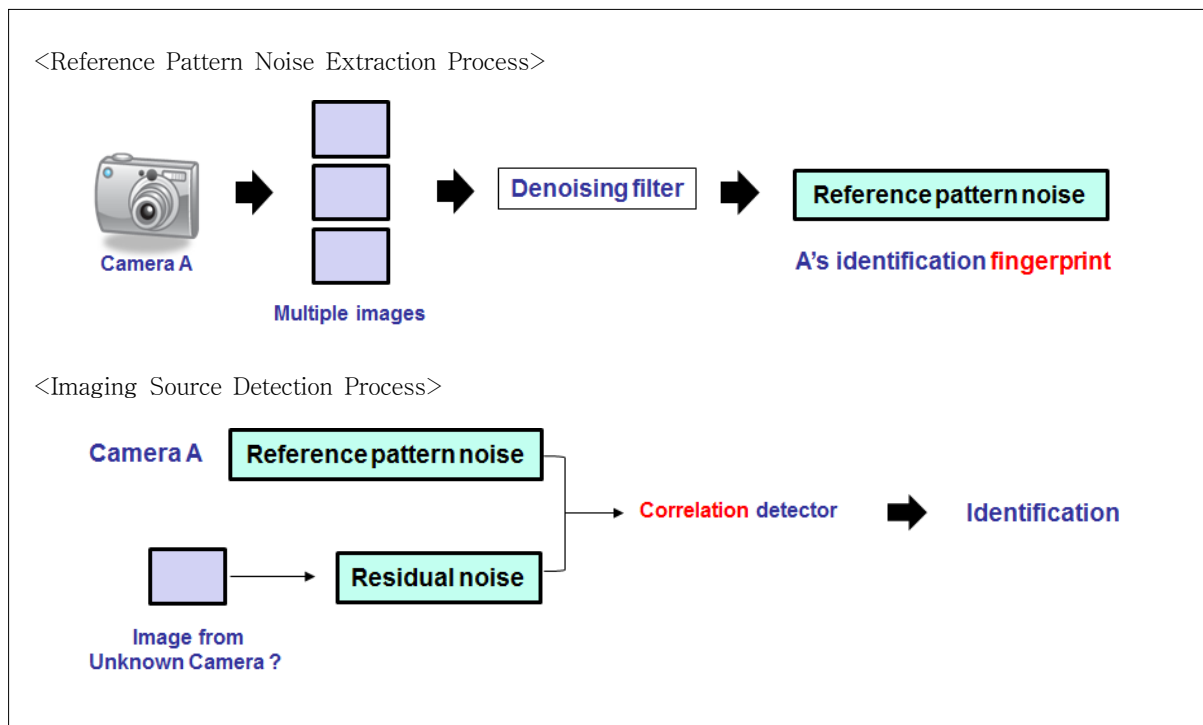 <Reference Pattern Noise Extraction Process>
Camera A
Multiple images
Denoising filter
Reference pattern noise
A's identification fingerprint
<Imaging Source Detection Process>
Camera A
Reference pattern noise
Image from
Unknown Camera ?
Residual noise
Correlation detector
Identification